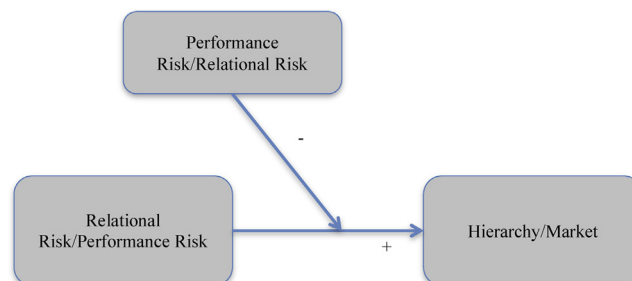 Performance
Risk/Relational Risk
-
Relational
Risk/Performance Risk
+
Hierarchy/Market